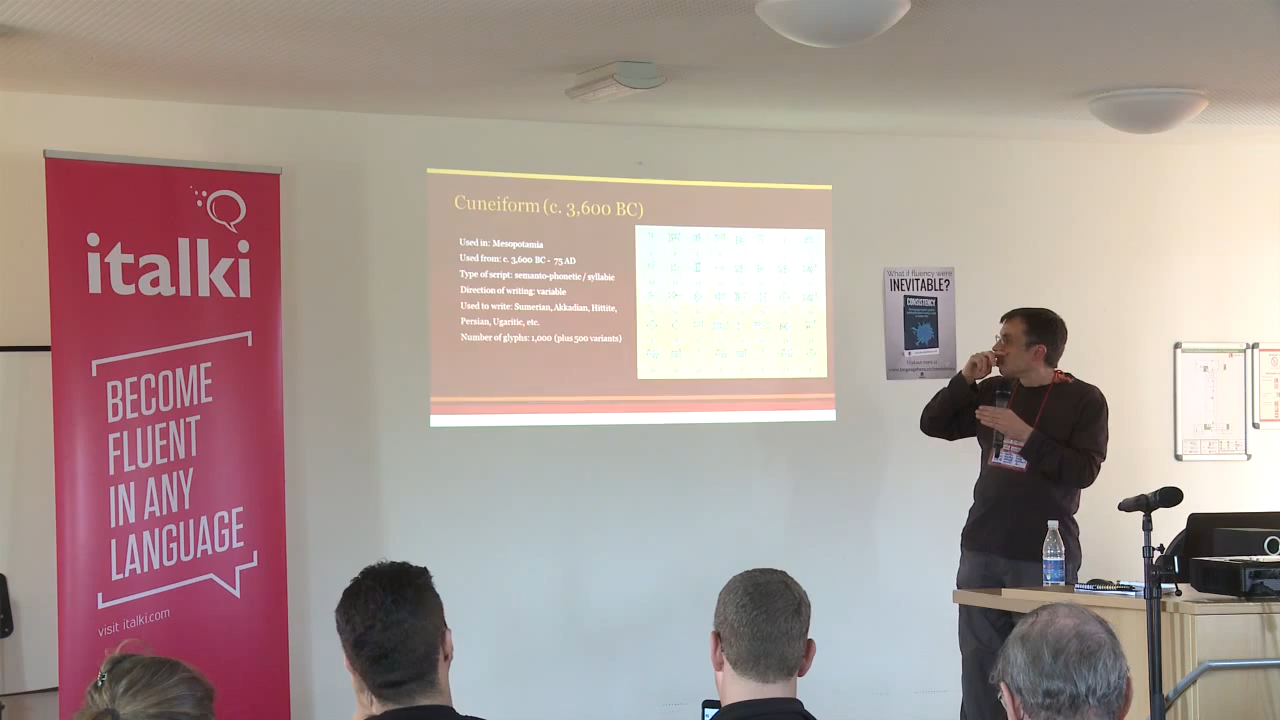 italki
BECOME
FLUENT
IN ANY
LANGUAGE
visit italki.com
Cuneiform (c. 3,600 BC)
Used in: Mesopotamia
Used from: c. 3,600 BC - 75 AD
Type of script: semanto-phonetic / syllabic
Direction of writing: variable
Used to write: Sumerian, Akkadian, Hittite,
Persian, Ugaritic, etc.
Number of glyphs: 1,000 (plus 500 variants)
What if fluency were
INEVITABLE?
CONSISTENCY